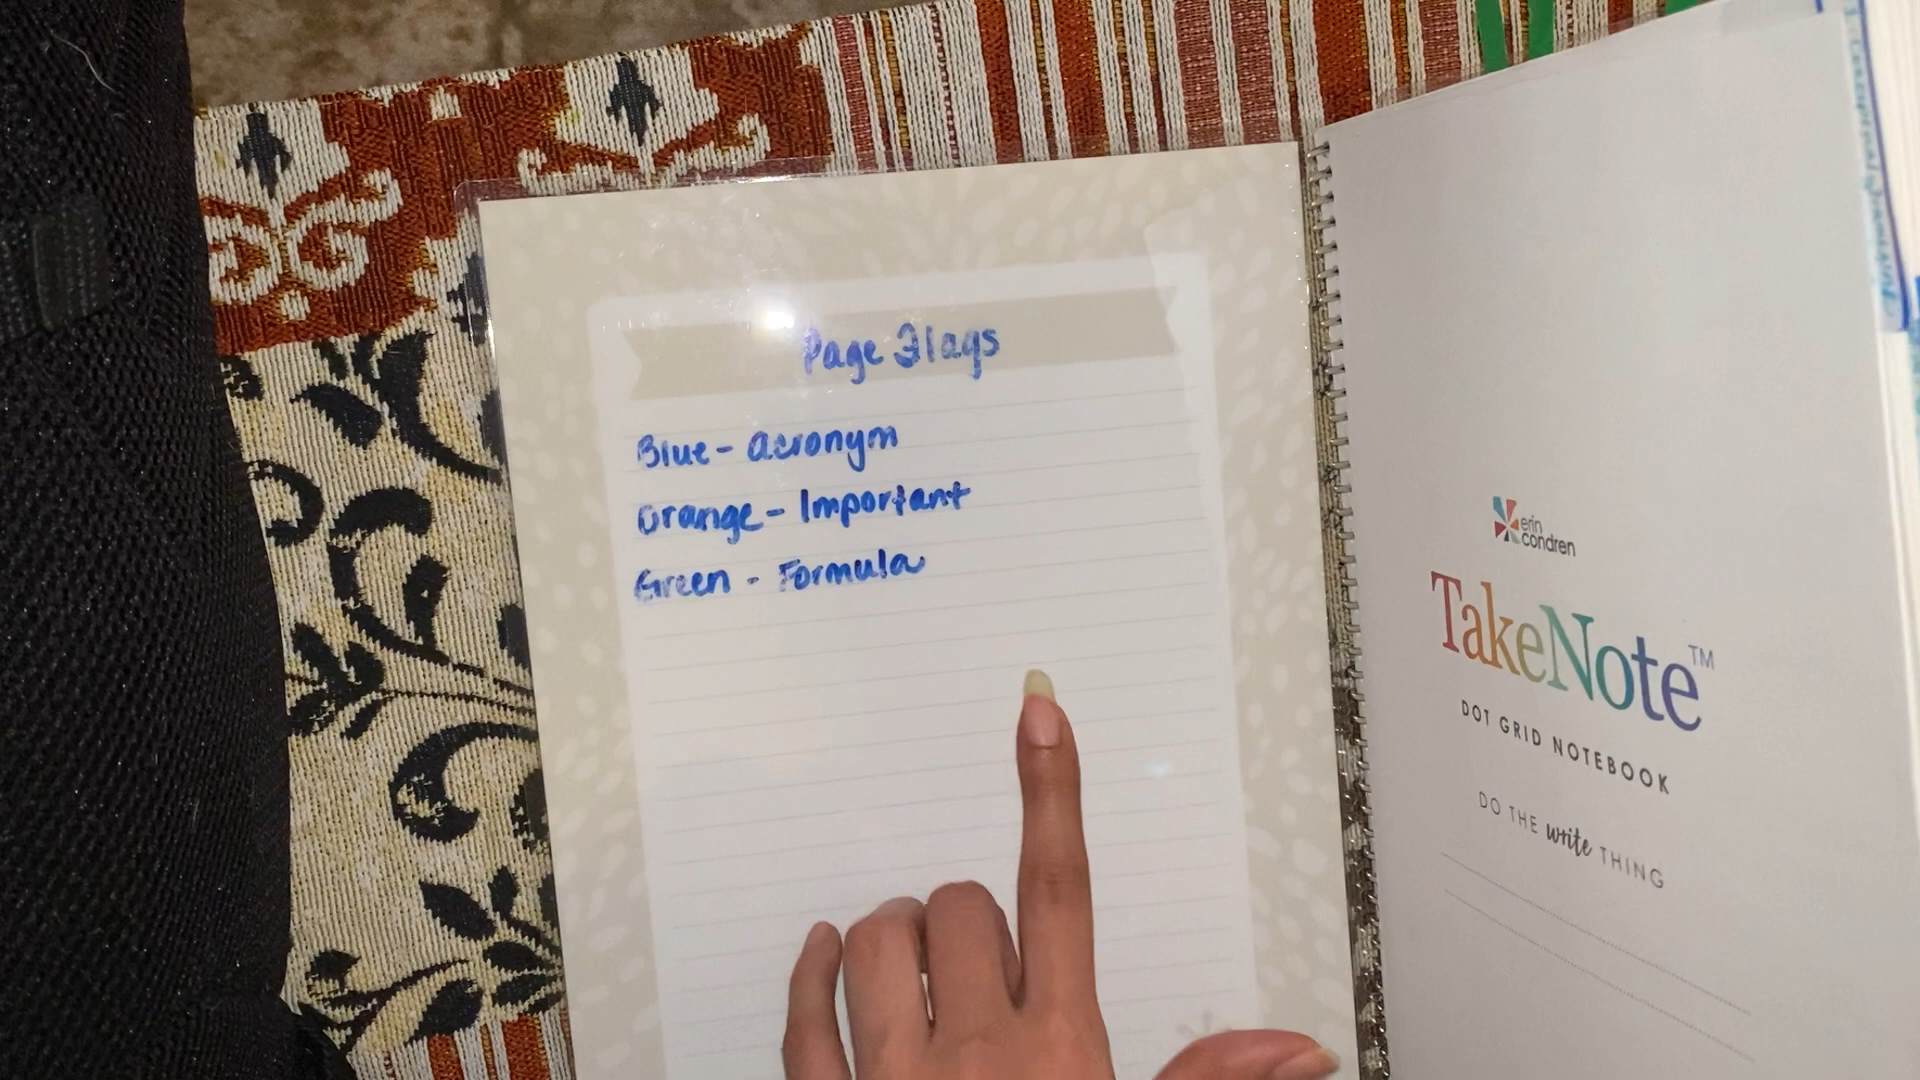 Page Flags
Blue - Acronym
Orange - Important
Green - Formula
erin
condren
TakeNote™
DOT GRID NOTEBOOK
DO THE write THING